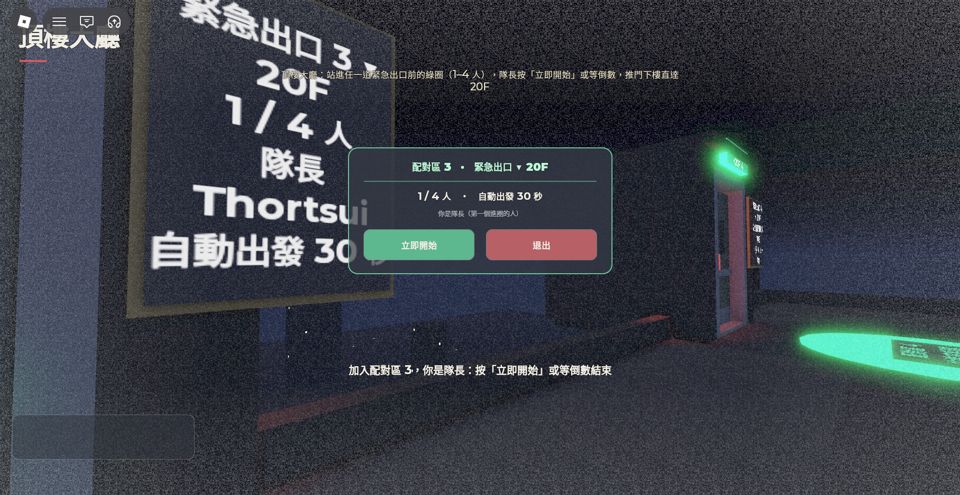 頂樓大廳
緊急出口 3 ▼
20F
1 / 4 人
隊長
Thortsui
自動出發 30 秒
頂樓大廳：站進任一道緊急出口前的綠圈（1–4 人），隊長按「立即開始」或等倒數，推門下樓直達
20F
配對區 3 • 緊急出口 ▼ 20F
1 / 4 人 • 自動出發 30 秒
你是隊長（第一個進圈的人）
立即開始
退出
加入配對區 3，你是隊長：按「立即開始」或等倒數結束